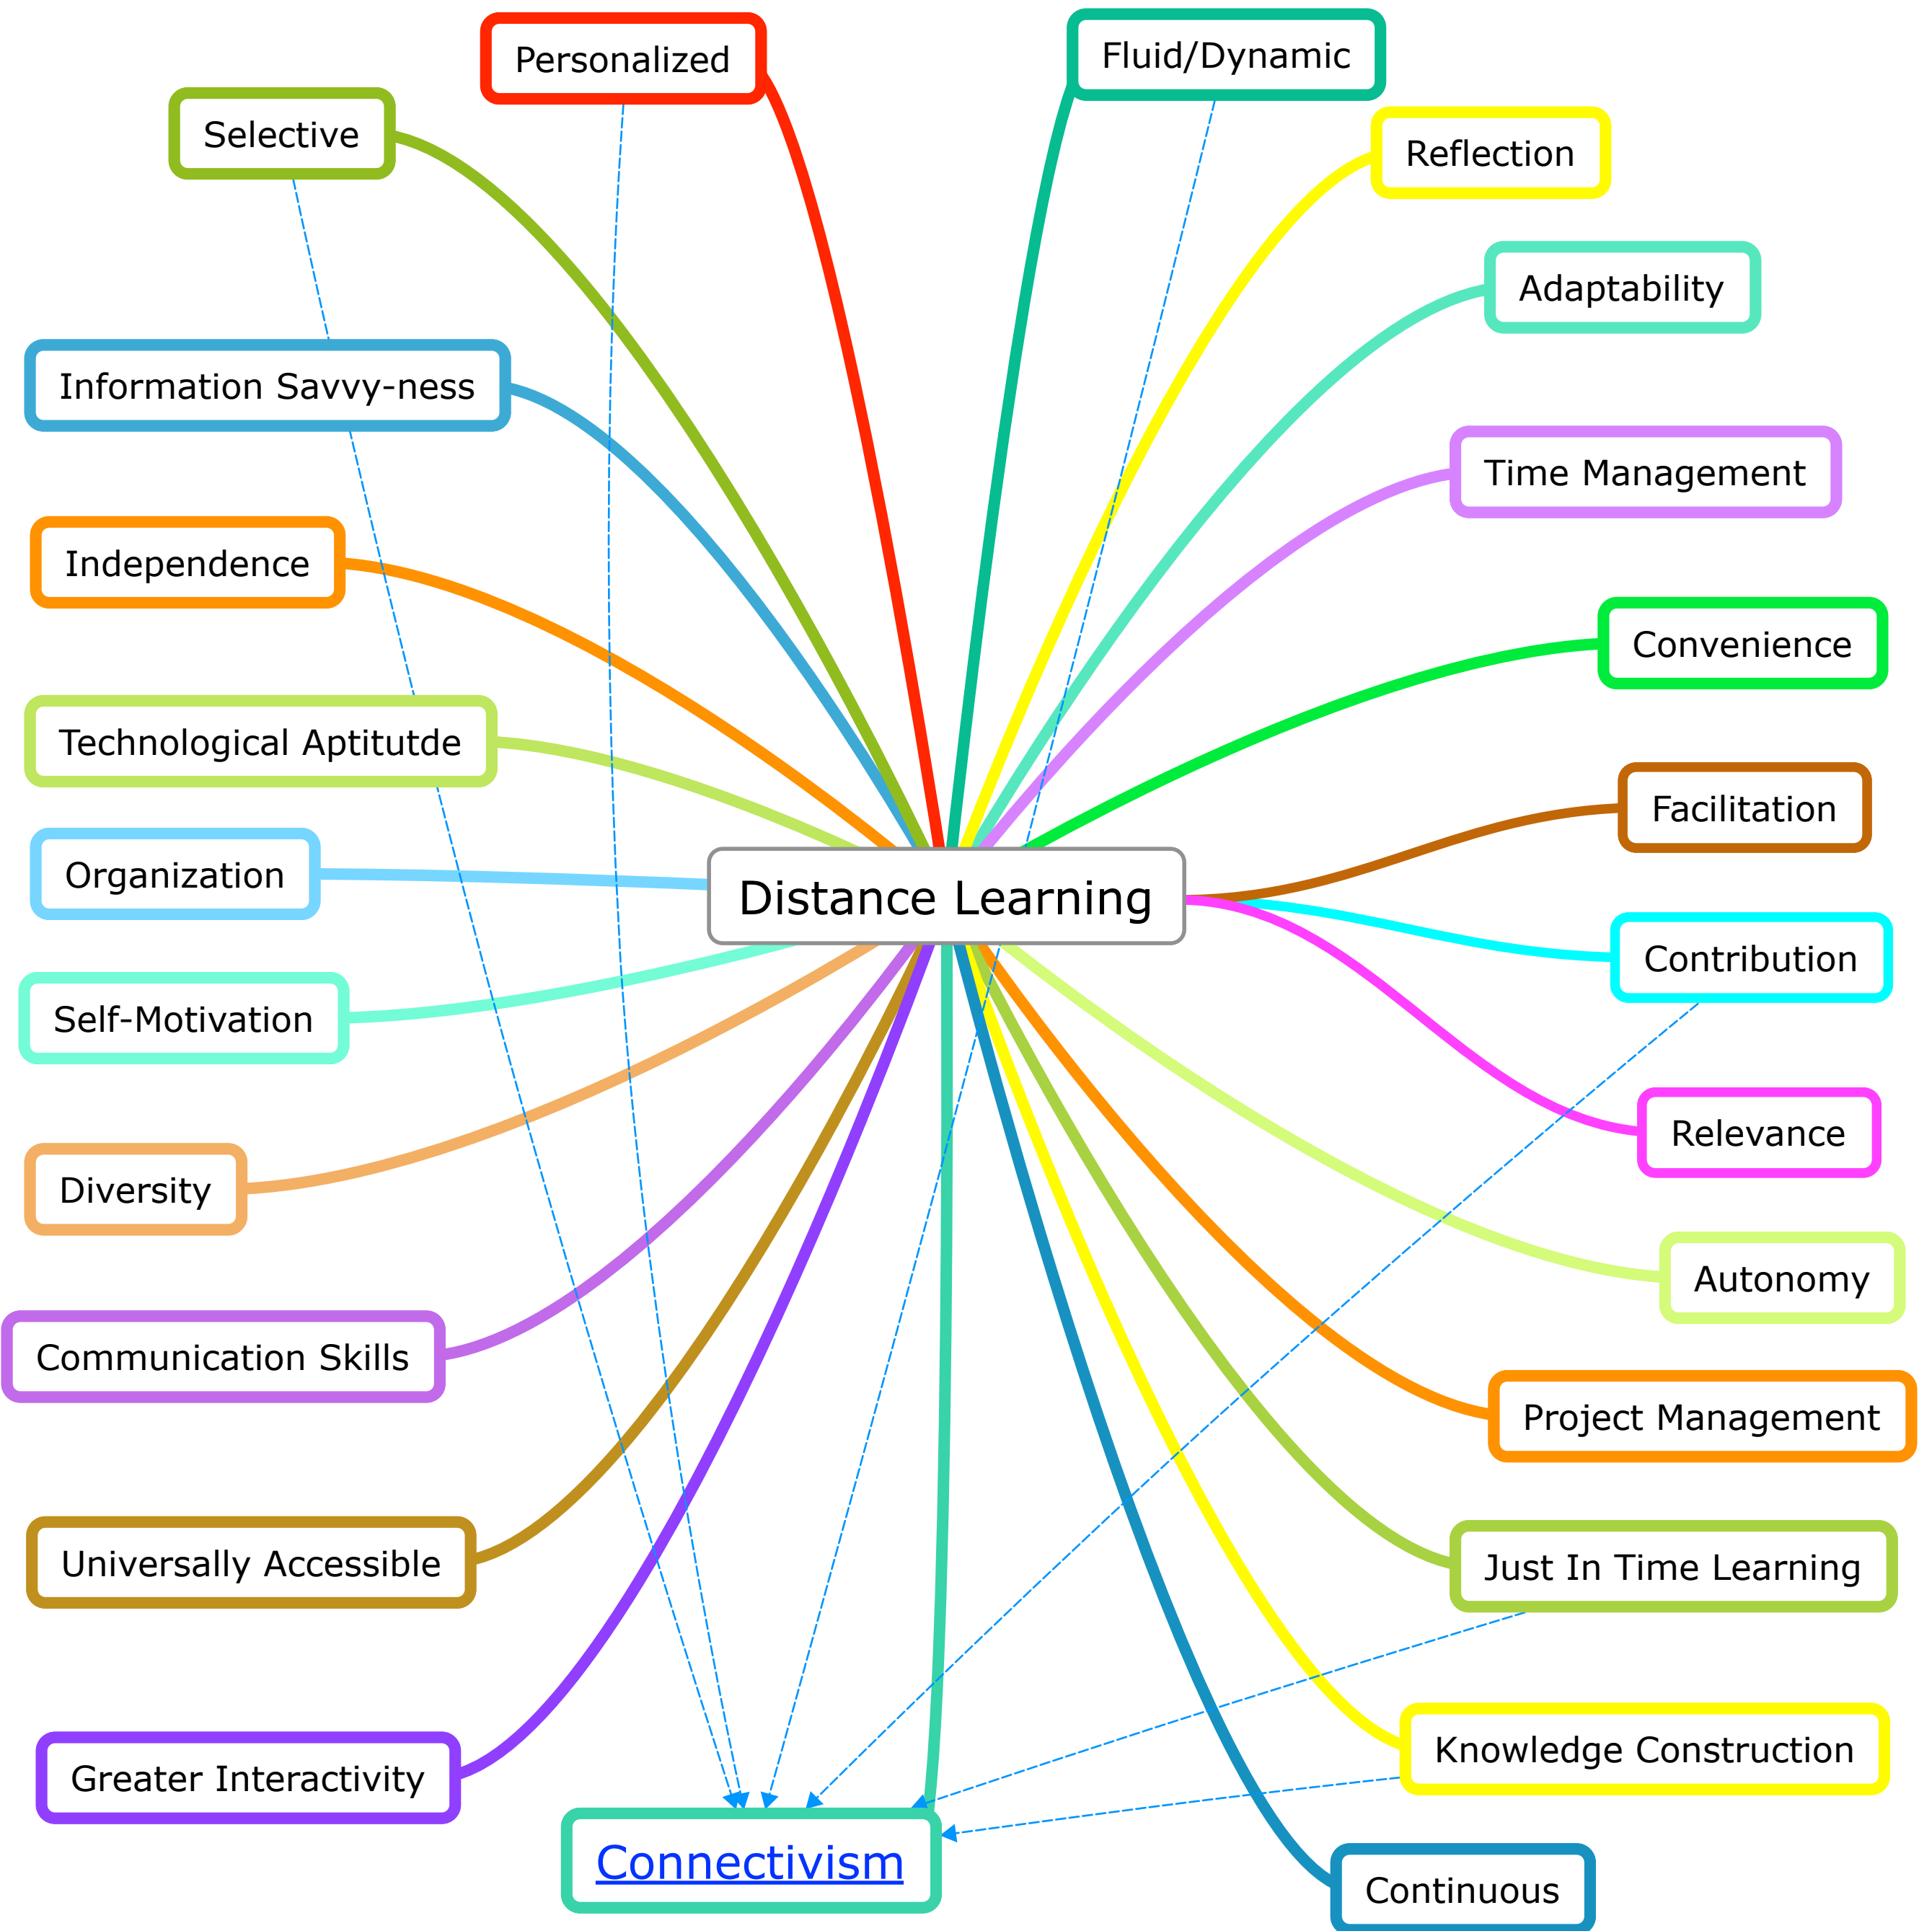 Personalized
Fluid/Dynamic
Selective
Reflection
Adaptability
Information Savvy-ness
Time Management
Independence
Convenience
Technological Aptitutde
Facilitation
Organization
Distance Learning
Contribution
Self-Motivation
Relevance
Diversity
Autonomy
Communication Skills
Project Management
Universally Accessible
Just In Time Learning
Knowledge Construction
Greater Interactivity
Connectivism
Continuous